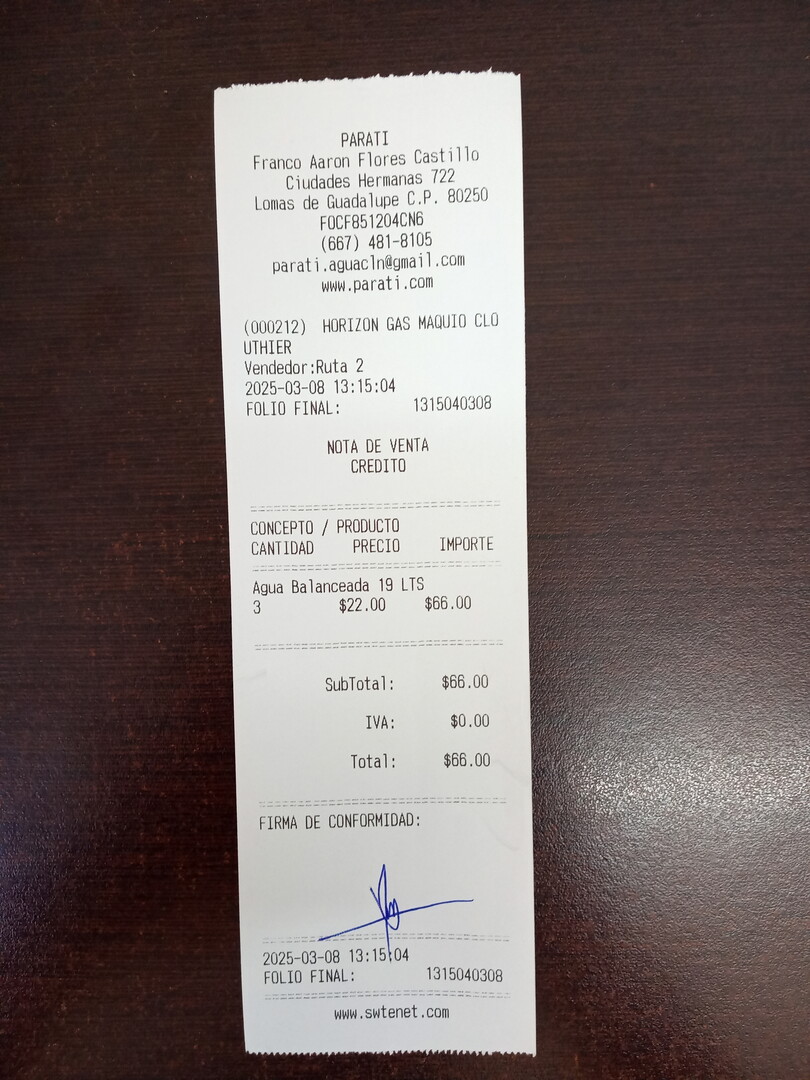 PARATI
Franco Aaron Flores Castillo
Ciudades Hermanas 722
Lomas de Guadalupe C.P. 80250
FOCF851204CN6
(667) 481-8105
parati.aguacln@gmail.com
www.parati.com
(000212) HORIZON GAS MAQUIO CLO
UTHIER
Vendedor:Ruta 2
2025-03-08 13:15:04
FOLIO FINAL: 1315040308
NOTA DE VENTA
CREDITO
CONCEPTO / PRODUCTO
CANTIDAD PRECIO IMPORTE
Agua Balanceada 19 LTS
3 $22.00 $66.00
SubTotal: $66.00
IVA: $0.00
Total: $66.00
FIRMA DE CONFORMIDAD:
2025-03-08 13:15:04
FOLIO FINAL: 1315040308
www.swtenet.com